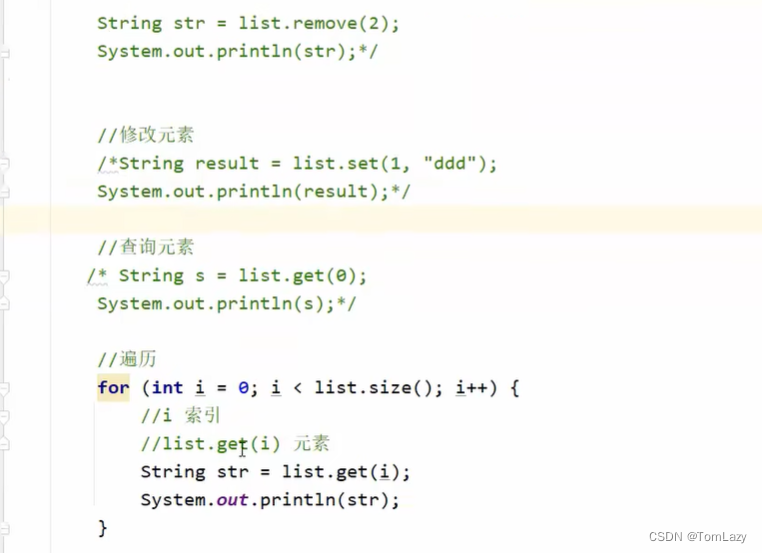 String str = list.remove(2);
System.out.println(str);*/
//修改元素
/*String result = list.set(1, "ddd");
System.out.println(result);*/
//查询元素
/* String s = list.get(0);
System.out.println(s);*/
//遍历
for (int i = 0; i < list.size(); i++) {
//i 索引
//list.get(i) 元素
String str = list.get(i);
System.out.println(str);
}
CSDN @TomLazy